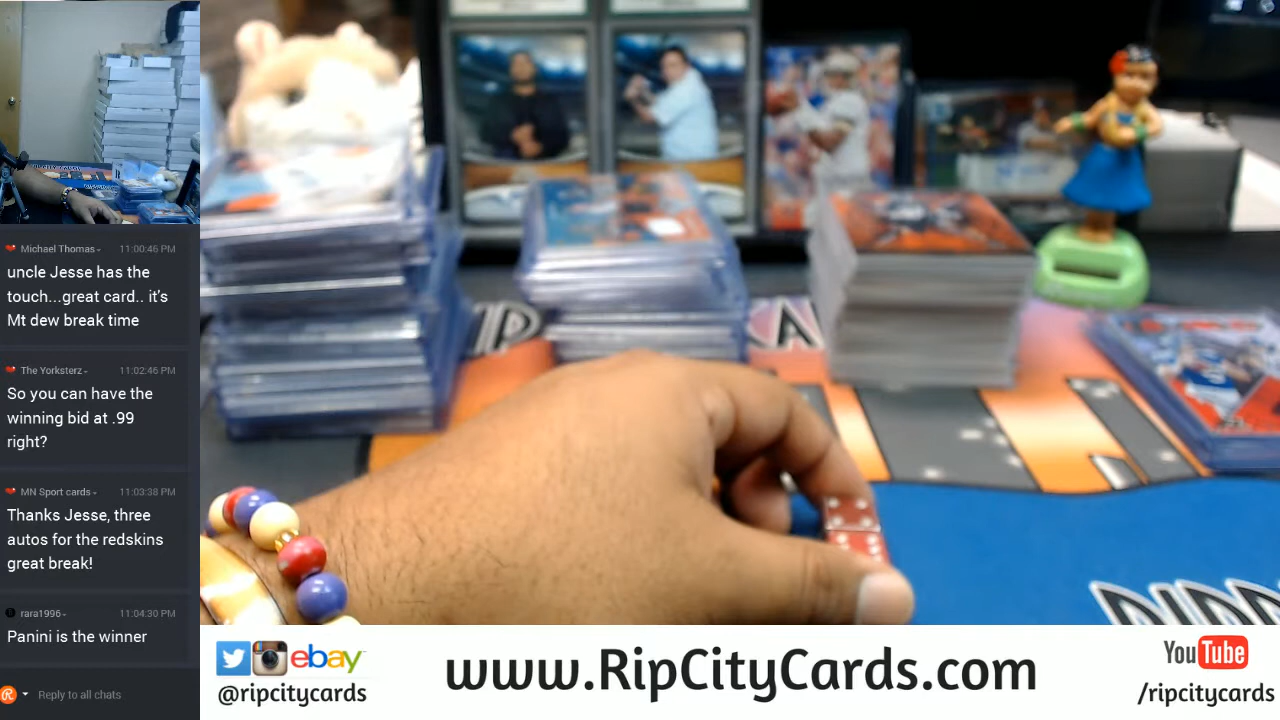 Michael Thomas 11:00:46 PM
uncle Jesse has the
touch...great card.. it's
Mt dew break time
The Yorksterz 11:02:46 PM
So you can have the
winning bid at .99
right?
MN Sport cards 11:03:38 PM
Thanks Jesse, three
autos for the redskins
great break!
rara1996 11:04:30 PM
Panini is the winner
Reply to all chats
ebay
@ripcitycards
www.RipCityCards.com
YouTube
/ripcitycards